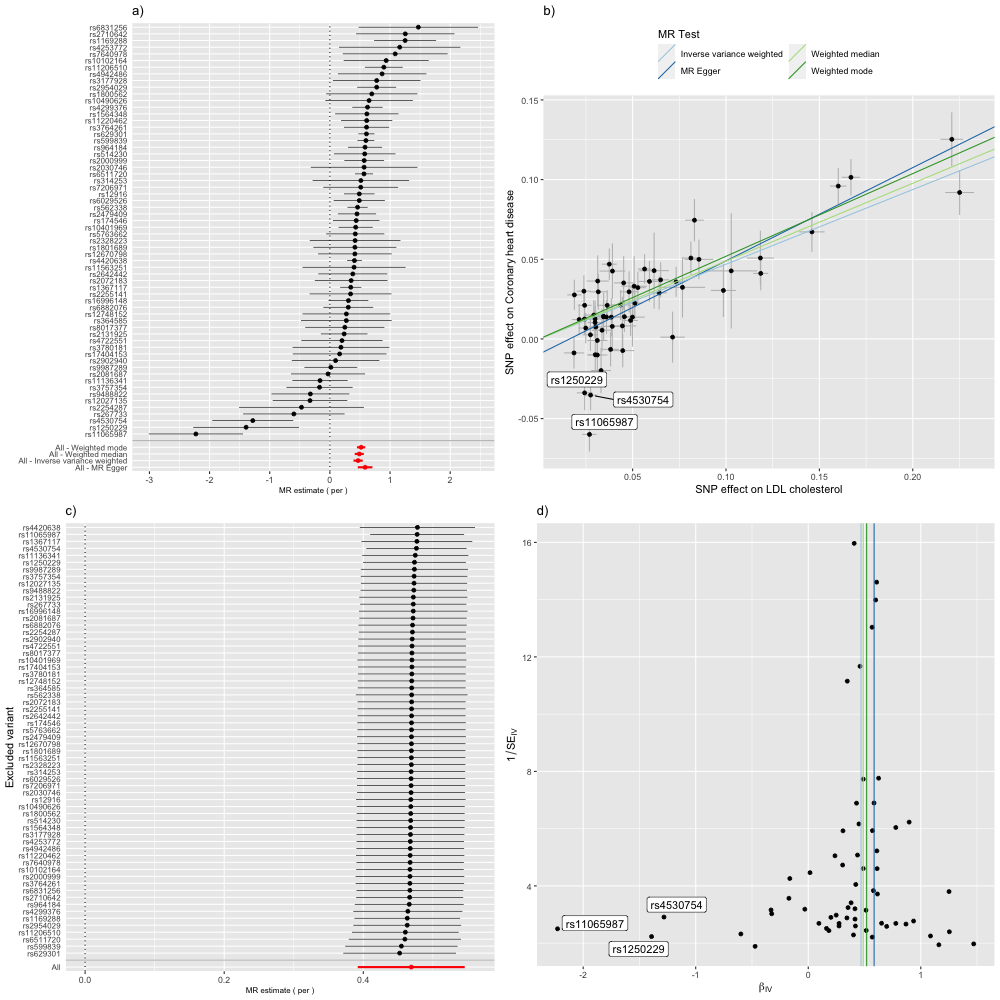 a)
rs6831256
rs2710642
rs1169288
rs4253772
rs7640978
rs10102164
rs11206510
rs4942486
rs3177928
rs2954029
rs1800562
rs10490626
rs4299376
rs1564348
rs11220462
rs3764261
rs629301
rs599839
rs964184
rs514230
rs2000999
rs2030746
rs6511720
rs314253
rs7206971
rs12916
rs6029526
rs562338
rs2479409
rs174546
rs10401969
rs5763662
rs2328223
rs1801689
rs12670798
rs4420638
rs11563251
rs2642442
rs2072183
rs1367117
rs2255141
rs16996148
rs6882076
rs12748152
rs364585
rs8017377
rs2131925
rs4722551
rs3780181
rs17404153
rs2902940
rs9987289
rs2081687
rs11136341
rs3757354
rs9488822
rs12027135
rs2254287
rs267733
rs4530754
rs1250229
rs11065987
All - Weighted mode
All - Weighted median
All - Inverse variance weighted
All - MR Egger
-3 -2 -1 0 1 2
MR estimate ( per )
b)
MR Test
Inverse variance weighted
MR Egger
Weighted median
Weighted mode
SNP effect on Coronary heart disease
0.15
0.10
0.05
0.00
-0.05
rs1250229
rs4530754
rs11065987
0.05 0.10 0.15 0.20
SNP effect on LDL cholesterol
c)
Excluded variant
rs4420638
rs11065987
rs1367117
rs4530754
rs11136341
rs1250229
rs9987289
rs3757354
rs12027135
rs9488822
rs2131925
rs267733
rs16996148
rs2081687
rs6882076
rs2254287
rs2902940
rs4722551
rs8017377
rs10401969
rs17404153
rs3780181
rs12748152
rs364585
rs562338
rs2072183
rs2255141
rs2642442
rs174546
rs5763662
rs2479409
rs12670798
rs1801689
rs11563251
rs2328223
rs314253
rs6029526
rs7206971
rs2030746
rs12916
rs10490626
rs1800562
rs514230
rs1564348
rs3177928
rs4253772
rs4942486
rs11220462
rs7640978
rs10102164
rs2000999
rs3764261
rs6831256
rs2710642
rs964184
rs4299376
rs1169288
rs2954029
rs11206510
rs6511720
rs599839
rs629301
All
0.0 0.2 0.4
MR estimate ( per )
d)
1/SE_IV
16
12
8
4
rs4530754
rs11065987
rs1250229
-2 -1 0 1
β_IV